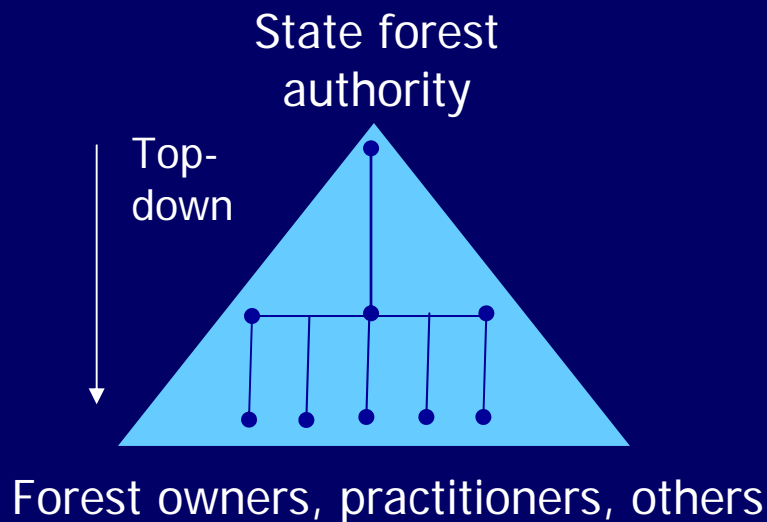 State forest
authority
Top-
down
Forest owners, practitioners, others